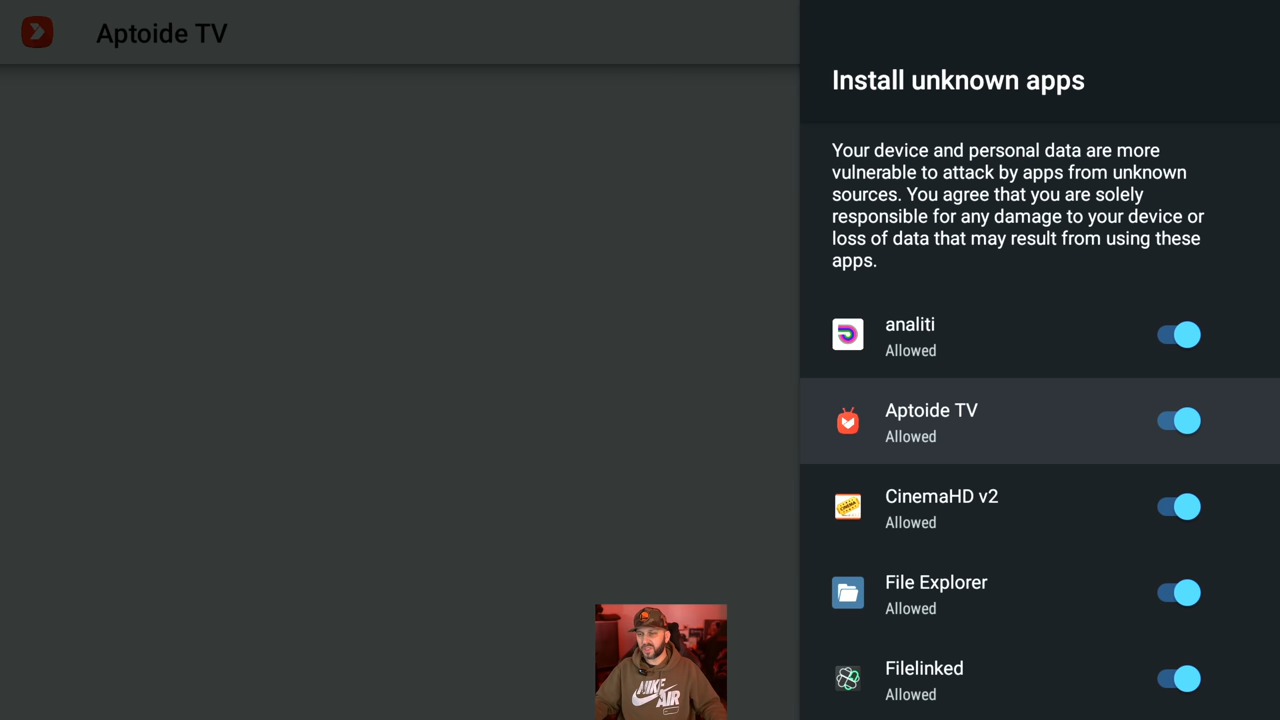 Aptoide TV
Install unknown apps
Your device and personal data are more
vulnerable to attack by apps from unknown
sources. You agree that you are solely
responsible for any damage to your device or
loss of data that may result from using these
apps.
analiti
Allowed
Aptoide TV
Allowed
CinemaHD v2
Allowed
File Explorer
Allowed
Filelinked
Allowed
NIKE
AIR